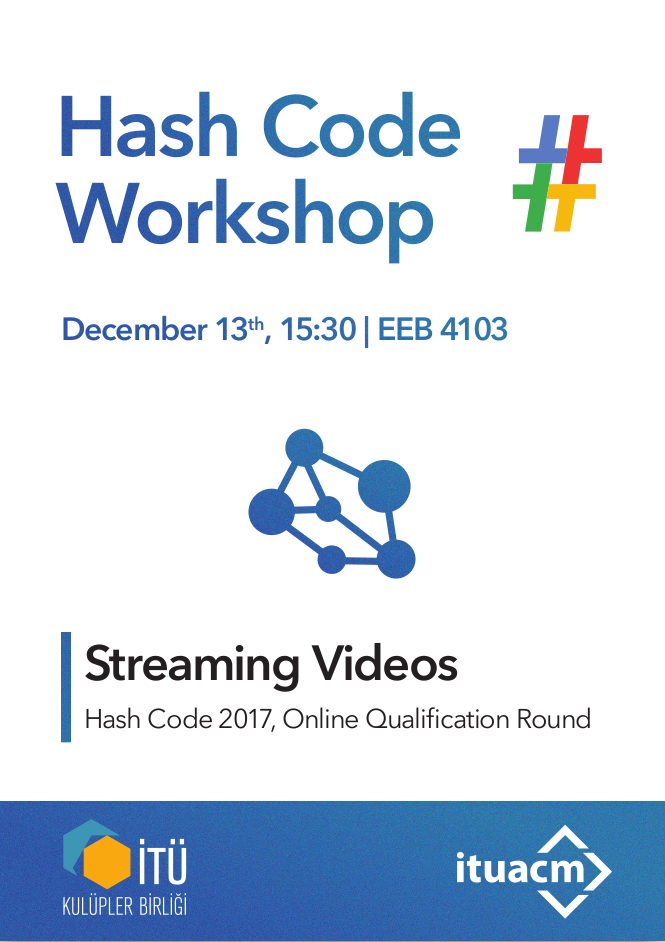 Hash Code
Workshop
December 13th, 15:30 | EEB 4103
Streaming Videos
Hash Code 2017, Online Qualification Round
İTÜ
KULÜPLER BİRLİĞİ
ituacm